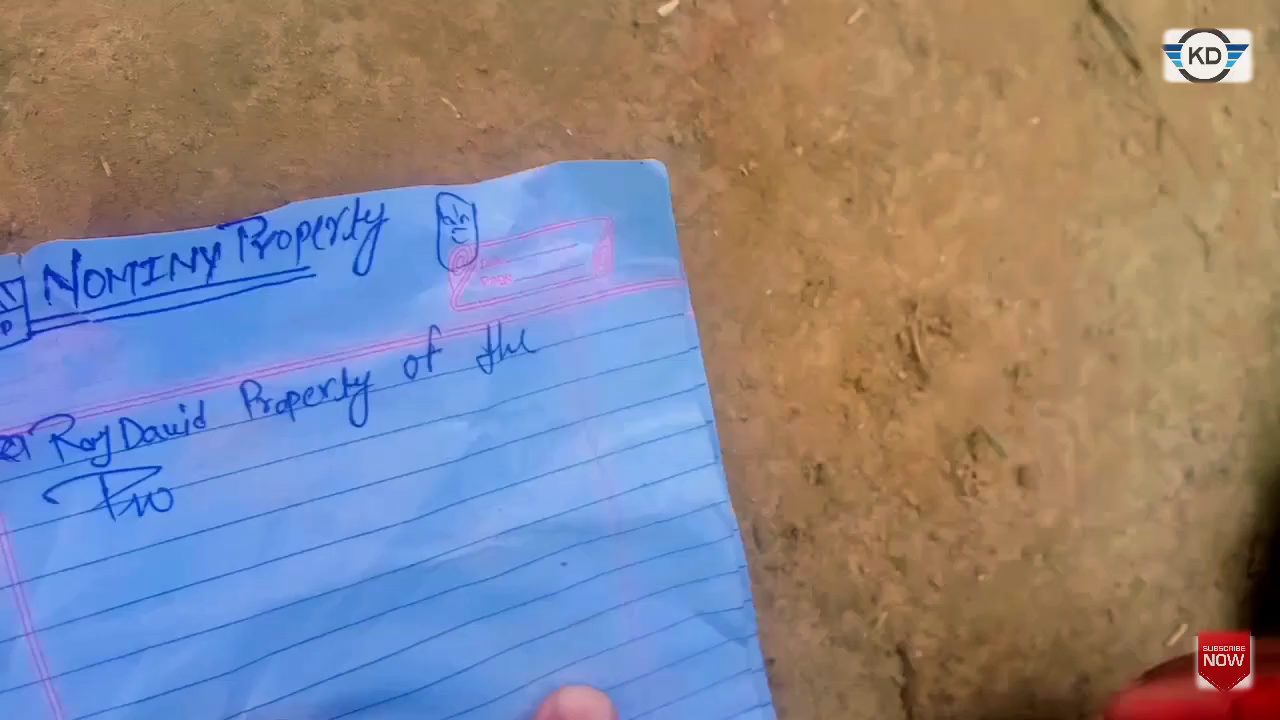 KD
NOMINY Property
Roy David Property of the
Pro
SUBSCRIBE
NOW